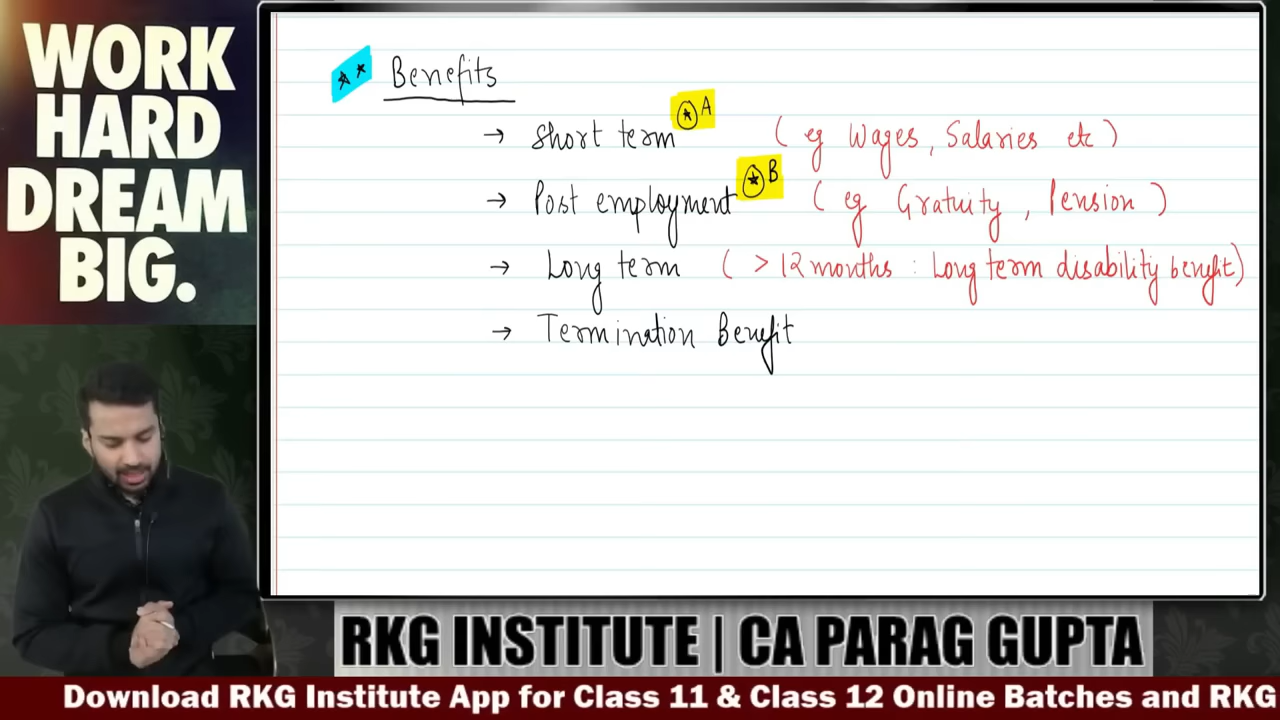 WORK
HARD
DREAM
BIG.
Benefits
→ Short term A (eg Wages, Salaries etc)
→ Post employment B (eg Gratuity, Pension)
→ Long term (>12 months : Long term disability benefit)
→ Termination Benefit
RKG INSTITUTE | CA PARAG GUPTA
Download RKG Institute App for Class 11 & Class 12 Online Batches and RKG